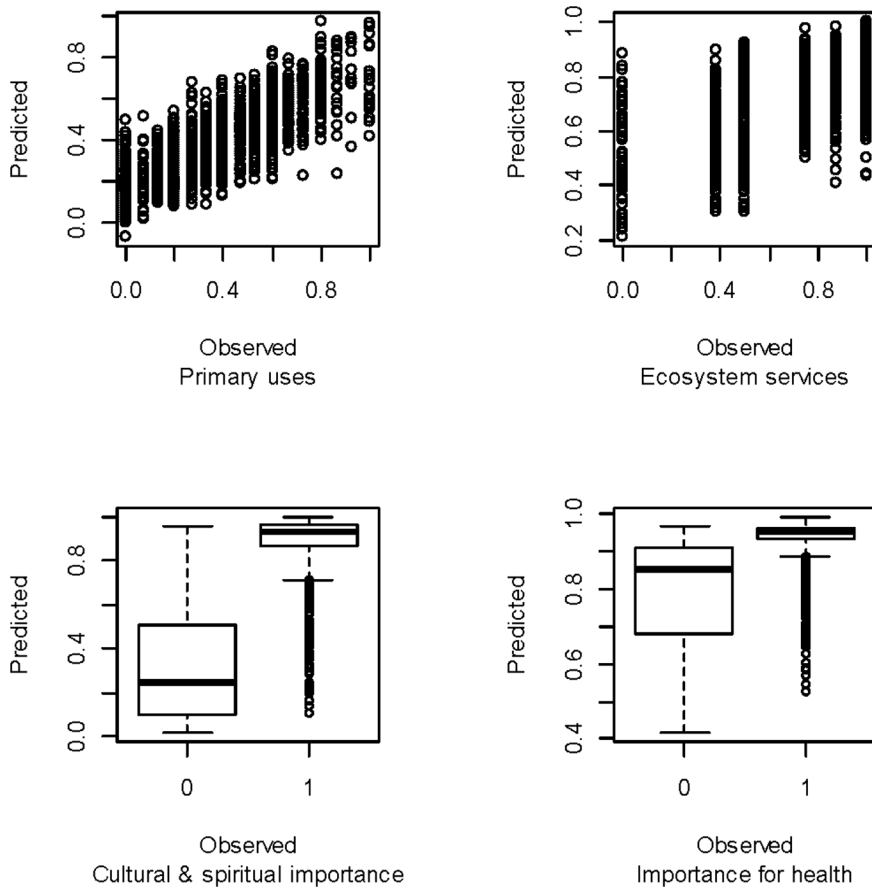 Predicted
0.0 0.4 0.8
0.0 0.4 0.8
Observed
Primary uses
Predicted
0.2 0.4 0.6 0.8 1.0
0.0 0.4 0.8
Observed
Ecosystem services
Predicted
0.0 0.4 0.8
0 1
Observed
Cultural & spiritual importance
Predicted
0.4 0.6 0.8 1.0
0 1
Observed
Importance for health